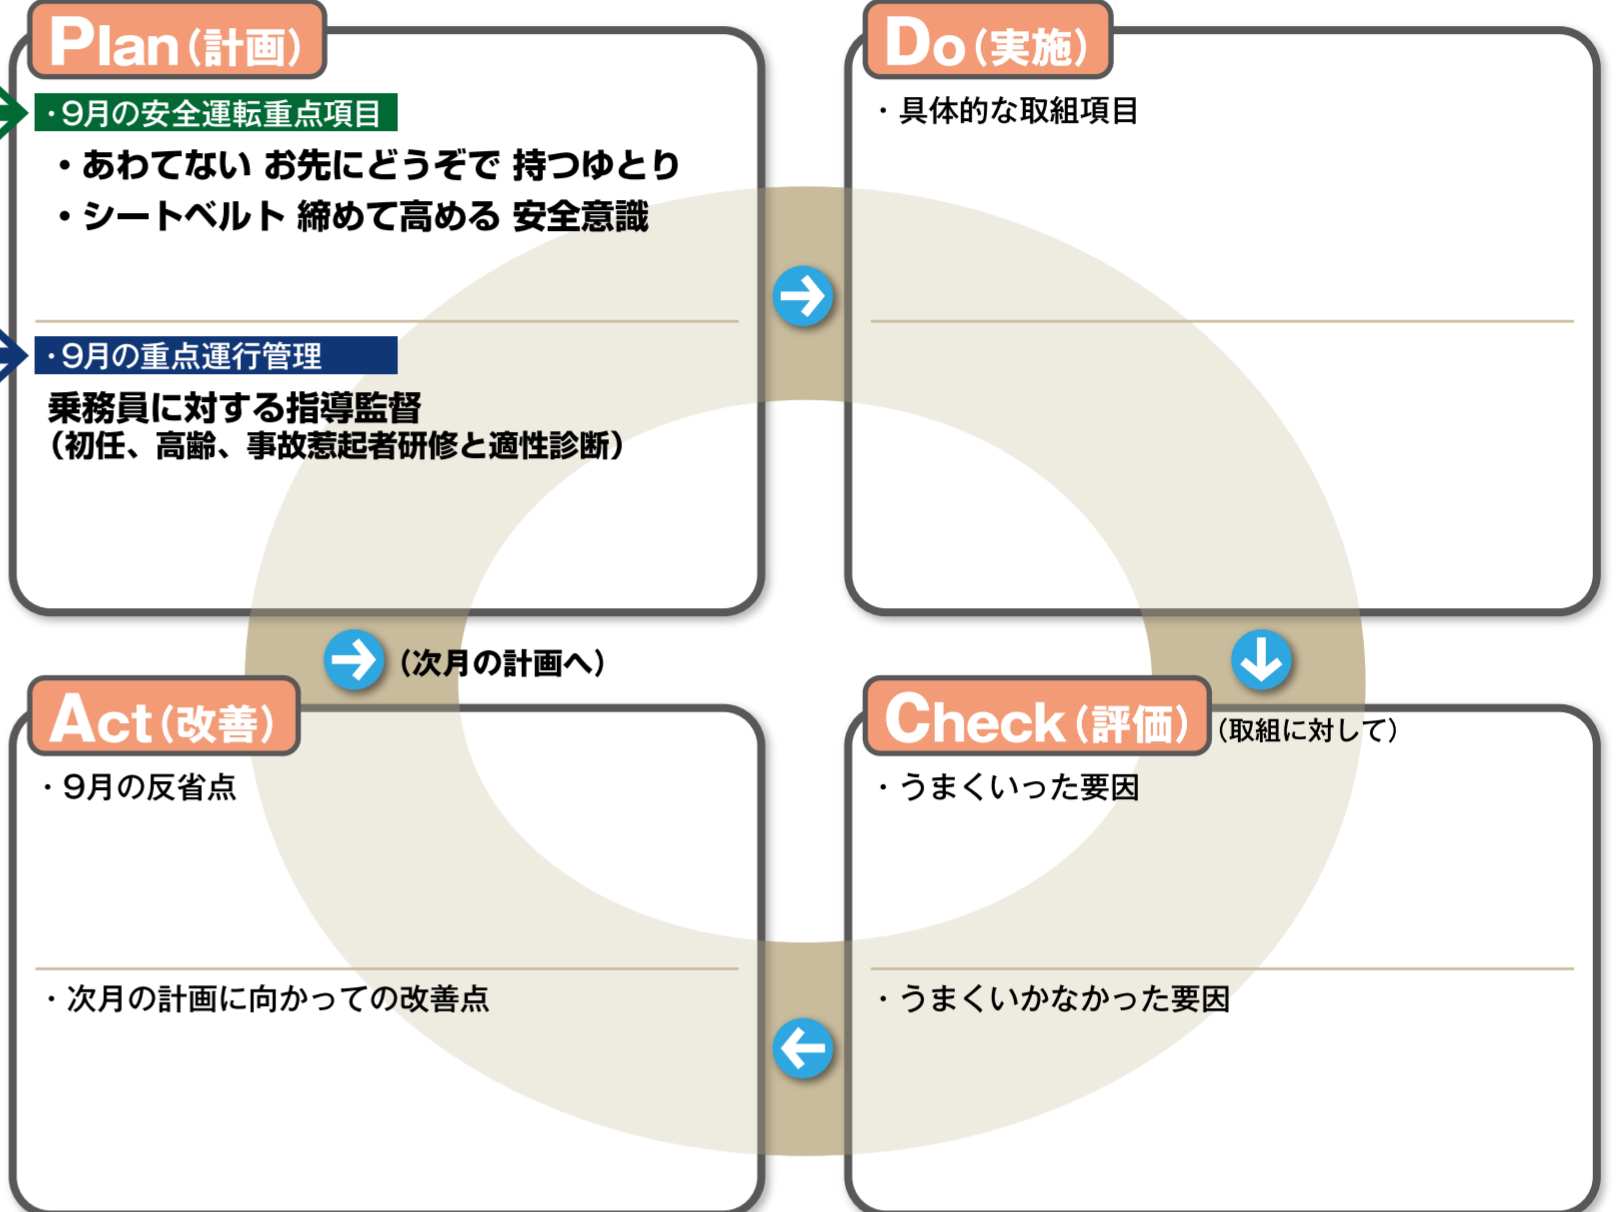 Plan(計画)
・9月の安全運転重点項目
・あわてない お先にどうぞで 持つゆとり
・シートベルト 締めて高める 安全意識
・9月の重点運行管理
乗務員に対する指導監督
(初任、高齢、事故惹起者研修と適性診断)
Do(実施)
・具体的な取組項目
(次月の計画へ)
Check(評価)(取組に対して)
・うまくいった要因
・うまくいかなかった要因
Act(改善)
・9月の反省点
・次月の計画に向かっての改善点